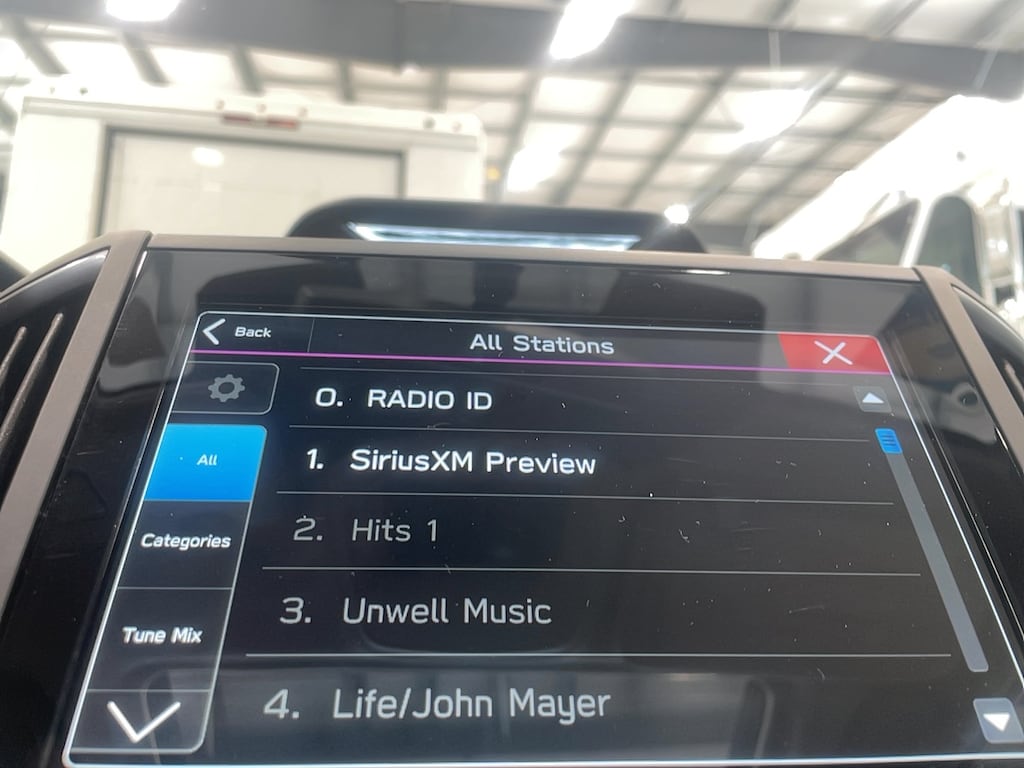 Back
All Stations
0. RADIO ID
All
1. SiriusXM Preview
Categories
2. Hits 1
Tune Mix
3. Unwell Music
4. Life/John Mayer